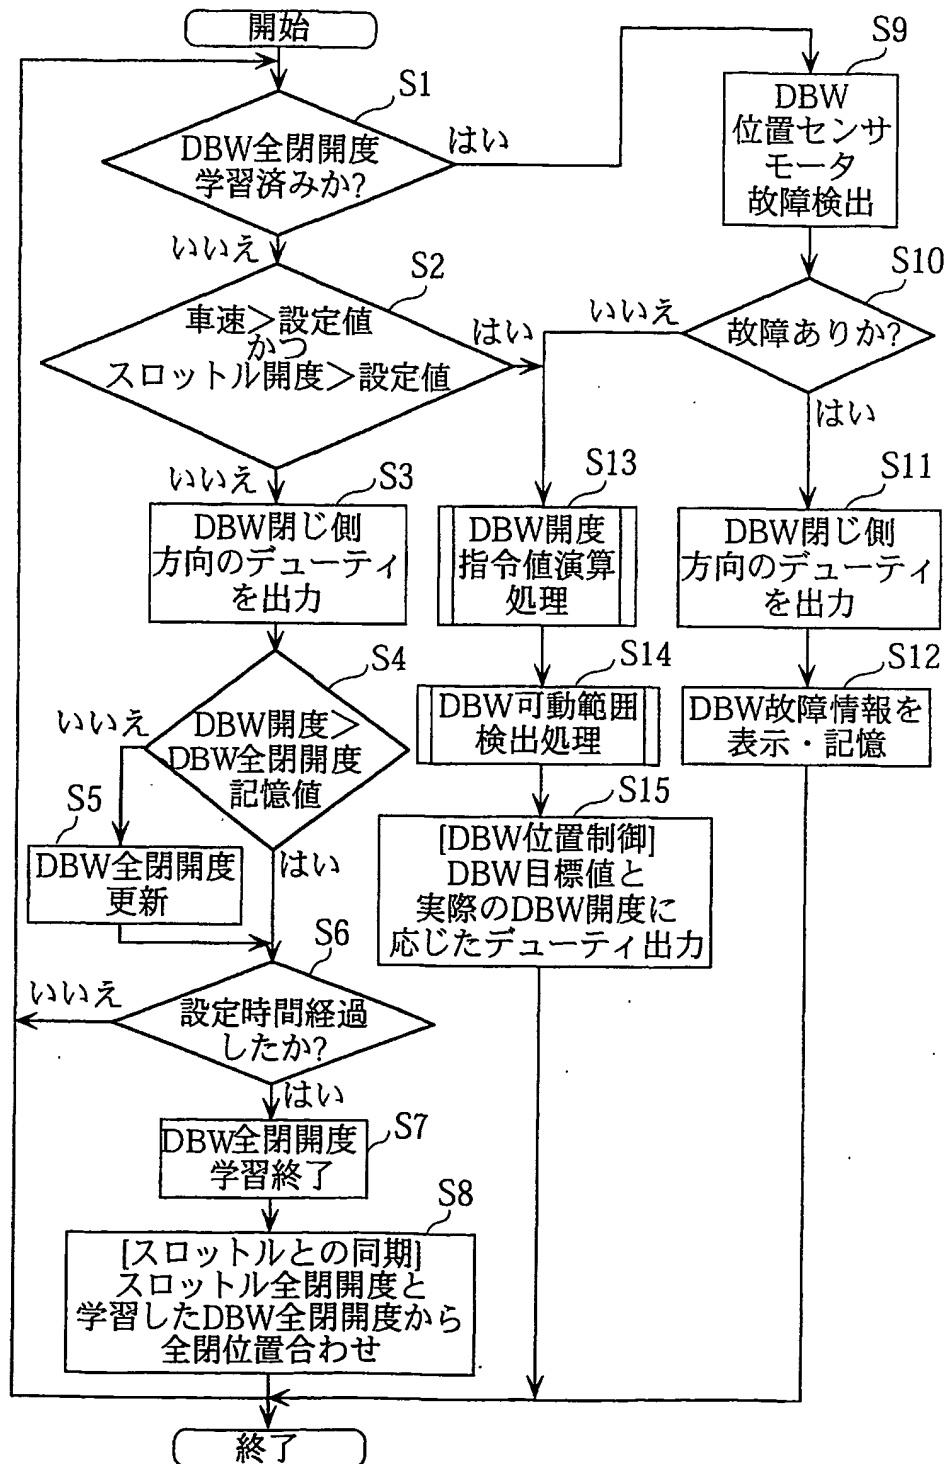 開始
S1
DBW全閉開度
学習済みか?
はい
いいえ
S2
車速>設定値
かつ
スロットル開度>設定値
はい
いいえ
S3
DBW閉じ側
方向のデューティ
を出力
S4
DBW開度>
DBW全閉開度
記憶値
いいえ
はい
S5
DBW全閉開度
更新
S6
設定時間経過
したか?
いいえ
はい
S7
DBW全閉開度
学習終了
S8
[スロットルとの同期]
スロットル全閉開度と
学習したDBW全閉開度から
全閉位置合わせ
終了
S9
DBW
位置センサ
モータ
故障検出
S10
故障ありか?
いいえ
はい
S11
DBW閉じ側
方向のデューティ
を出力
S12
DBW故障情報を
表示・記憶
S13
DBW開度
指令値演算
処理
S14
DBW可動範囲
検出処理
S15
[DBW位置制御]
DBW目標値と
実際のDBW開度に
応じたデューティ出力